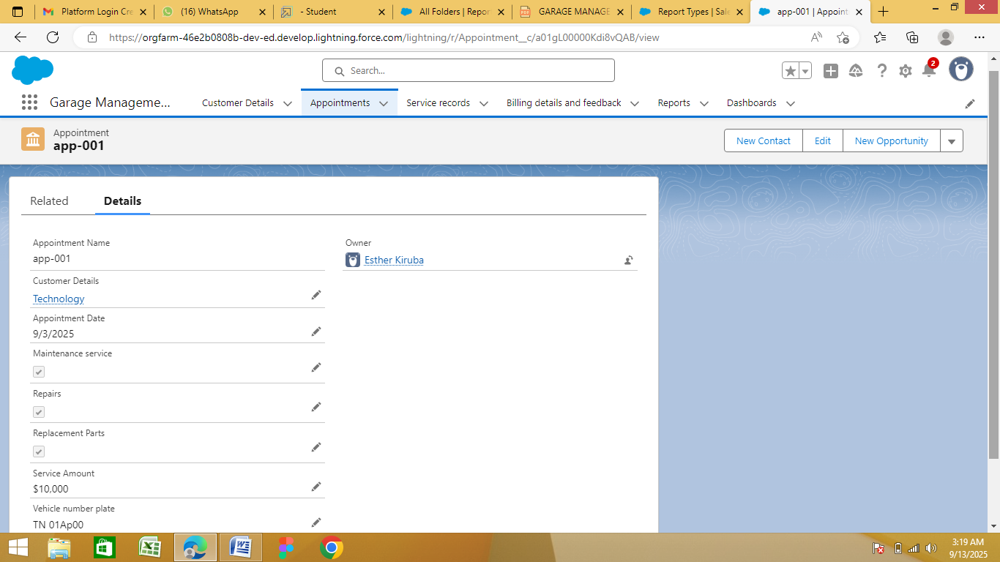 Platform Login Cre
(16) WhatsApp
- Student
All Folders | Repor
GARAGE MANAGE
Report Types | Sale
app-001 | Appoint
https://orgfarm-46e2b0808b-dev-ed.develop.lightning.force.com/lightning/r/Appointment__c/a01gL00000Kdi8vQAB/view
Search...
2
Garage Manageme...
Customer Details
Appointments
Service records
Billing details and feedback
Reports
Dashboards
Appointment
app-001
New Contact
Edit
New Opportunity
Related
Details
Appointment Name
app-001
Owner
Esther Kiruba
Customer Details
Technology
Appointment Date
9/3/2025
Maintenance service
Repairs
Replacement Parts
Service Amount
$10,000
Vehicle number plate
TN 01Ap00
3:19 AM
9/13/2025